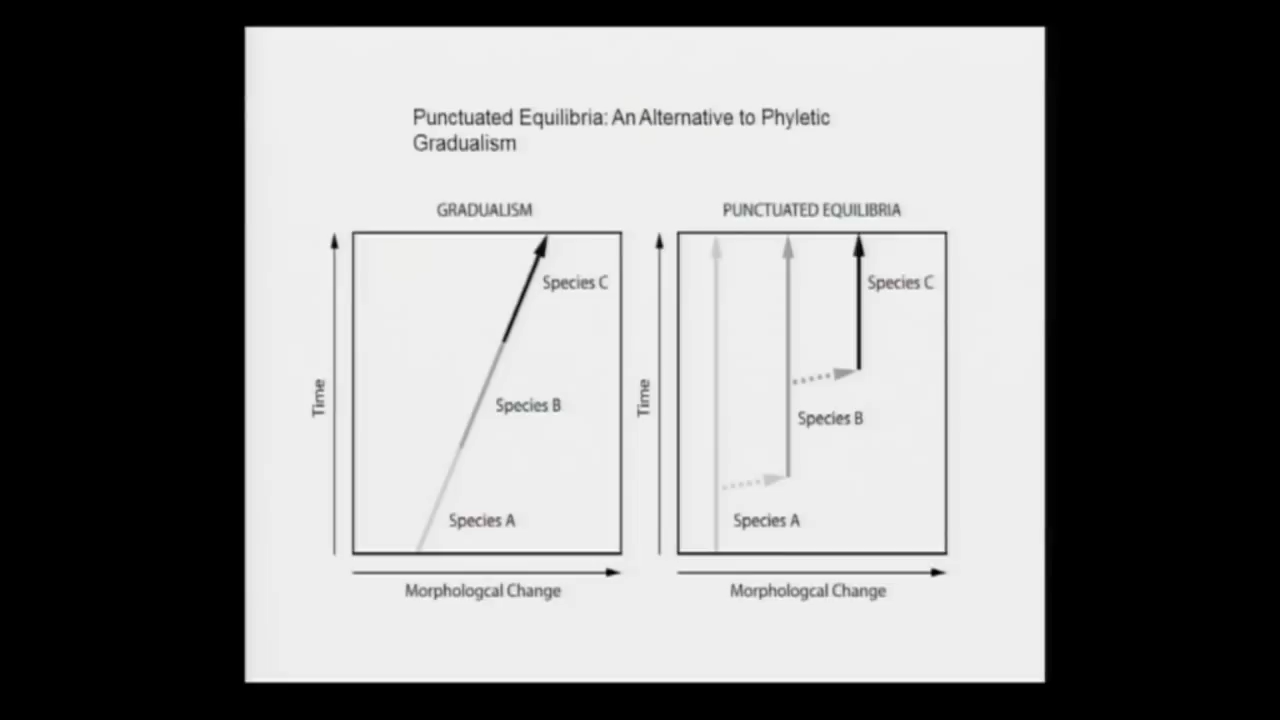 Punctuated Equilibria: An Alternative to Phyletic
Gradualism
GRADUALISM
Species C
Species B
Species A
Time
Morphologcal Change
PUNCTUATED EQUILIBRIA
Species C
Species B
Species A
Time
Morphologcal Change